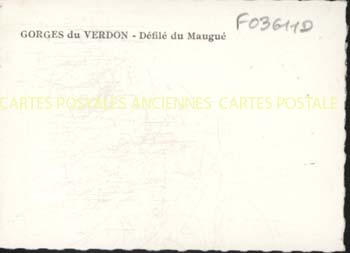 F03611D
GORGES du VERDON - Défilé du Maugué
CARTES POSTALES ANCIENNES CARTES POSTALE